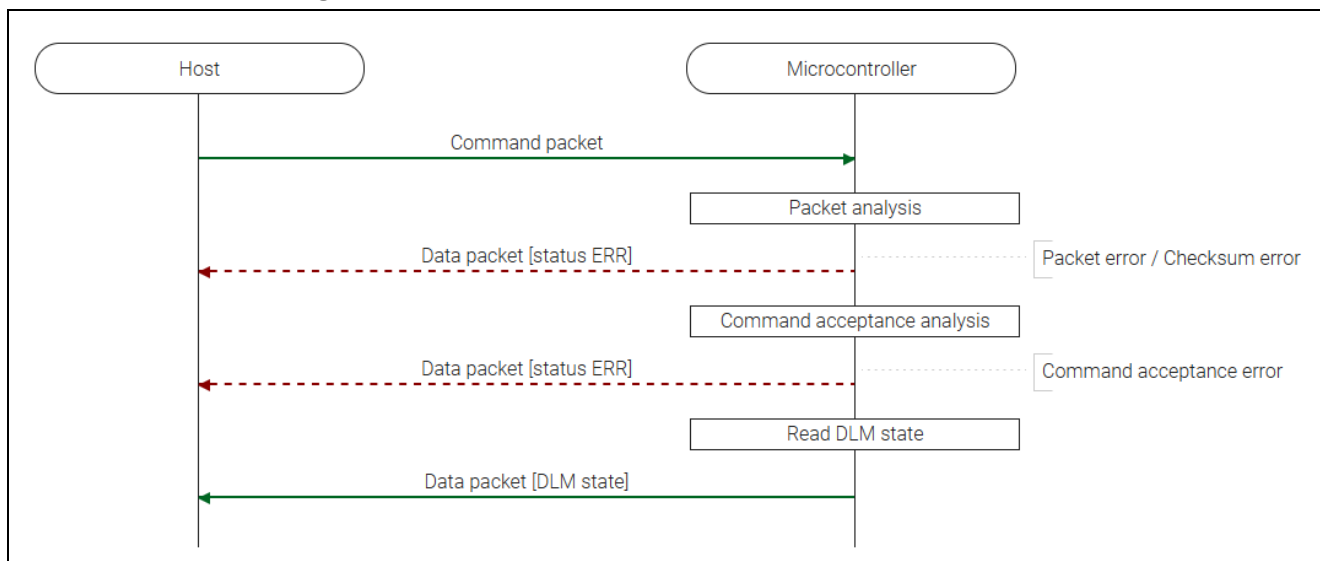 Host
Microcontroller
Command packet
Packet analysis
Data packet [status ERR]
Packet error / Checksum error
Command acceptance analysis
Data packet [status ERR]
Command acceptance error
Read DLM state
Data packet [DLM state]